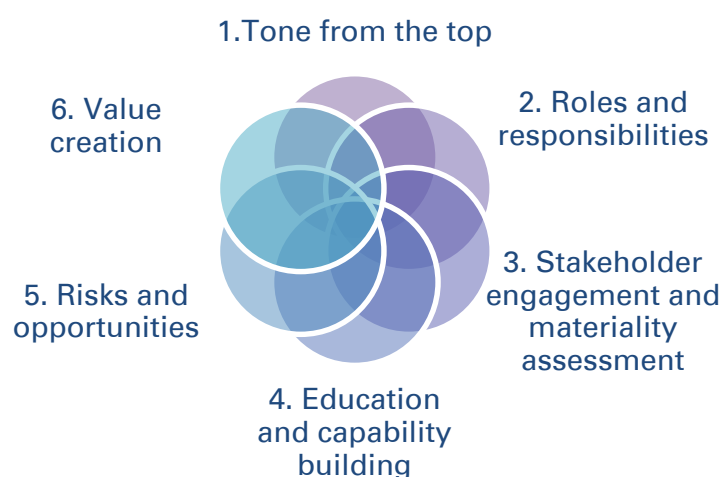 1.Tone from the top
2. Roles and
responsibilities
3. Stakeholder
engagement and
materiality
assessment
4. Education
and capability
building
5. Risks and
opportunities
6. Value
creation